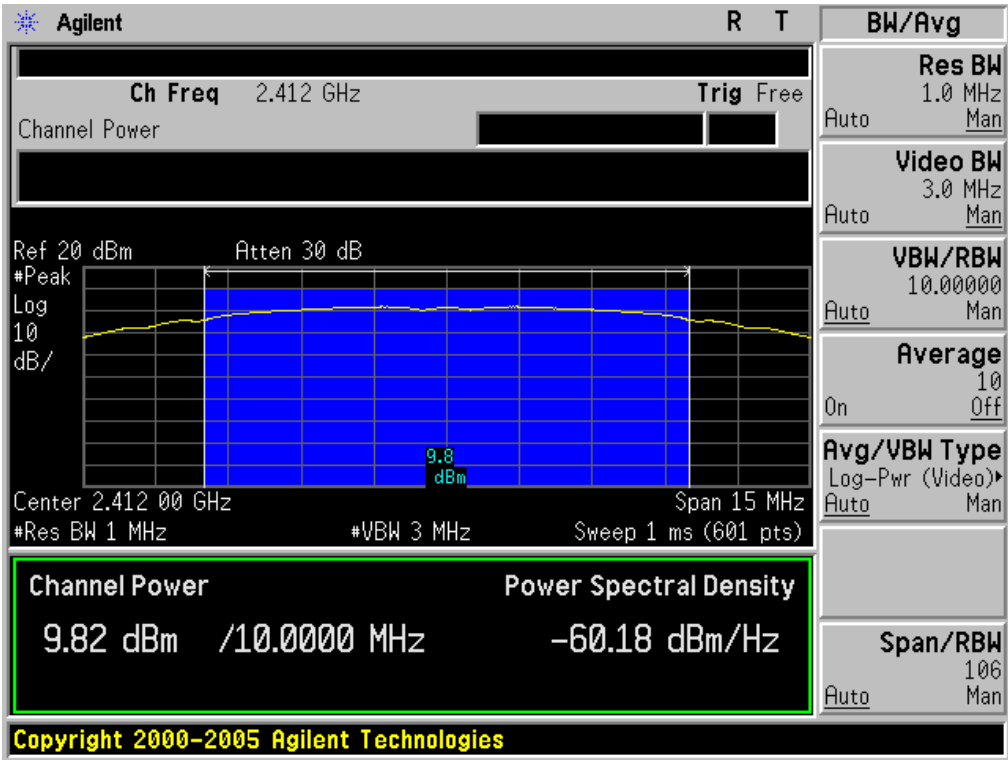 Agilent R T
Ch Freq 2.412 GHz Trig Free
Channel Power
Ref 20 dBm Atten 30 dB
#Peak
Log
10
dB/
9.8
dBm
Center 2.412 00 GHz Span 15 MHz
#Res BW 1 MHz #VBW 3 MHz Sweep 1 ms (601 pts)
Channel Power Power Spectral Density
9.82 dBm /10.0000 MHz -60.18 dBm/Hz
Copyright 2000-2005 Agilent Technologies
BW/Avg
Res BW
1.0 MHz
Auto Man
Video BW
3.0 MHz
Auto Man
VBW/RBW
10.00000
Auto Man
Average
10
On Off
Avg/VBW Type
Log-Pwr (Video)▸
Auto Man
Span/RBW
106
Auto Man